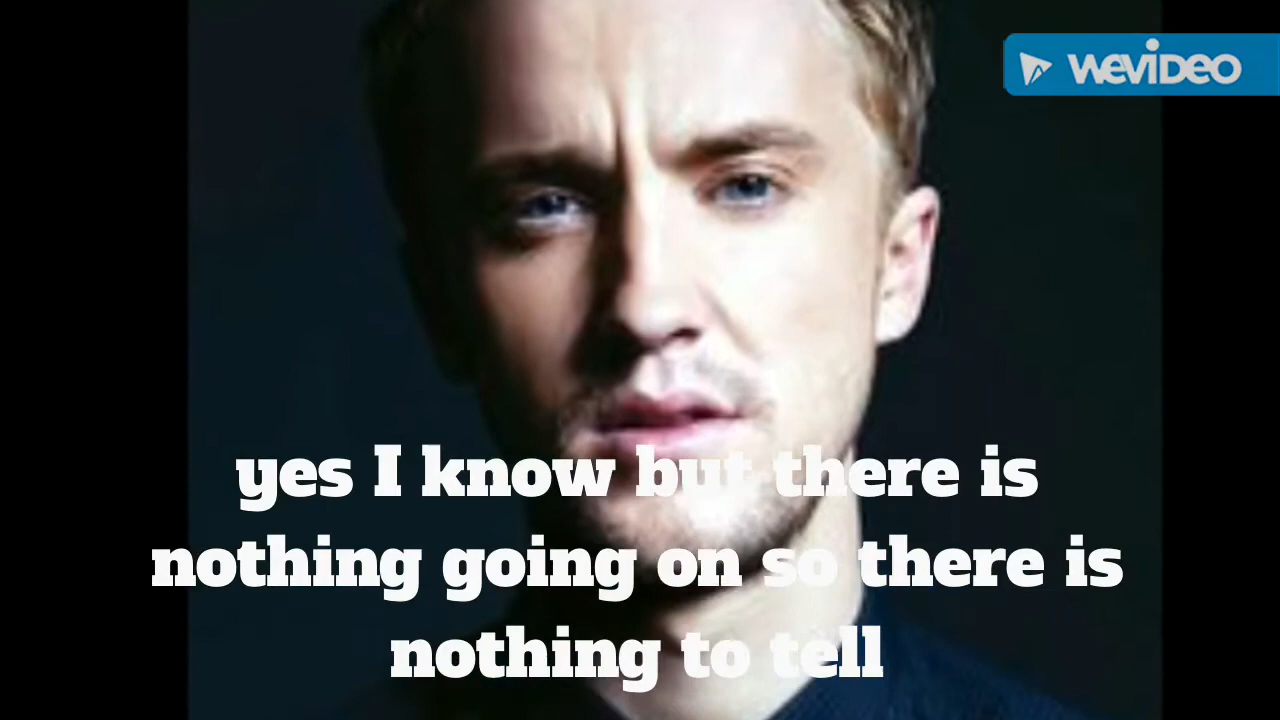 WEVIDEO
yes I know but there is
nothing going on so there is
nothing to tell